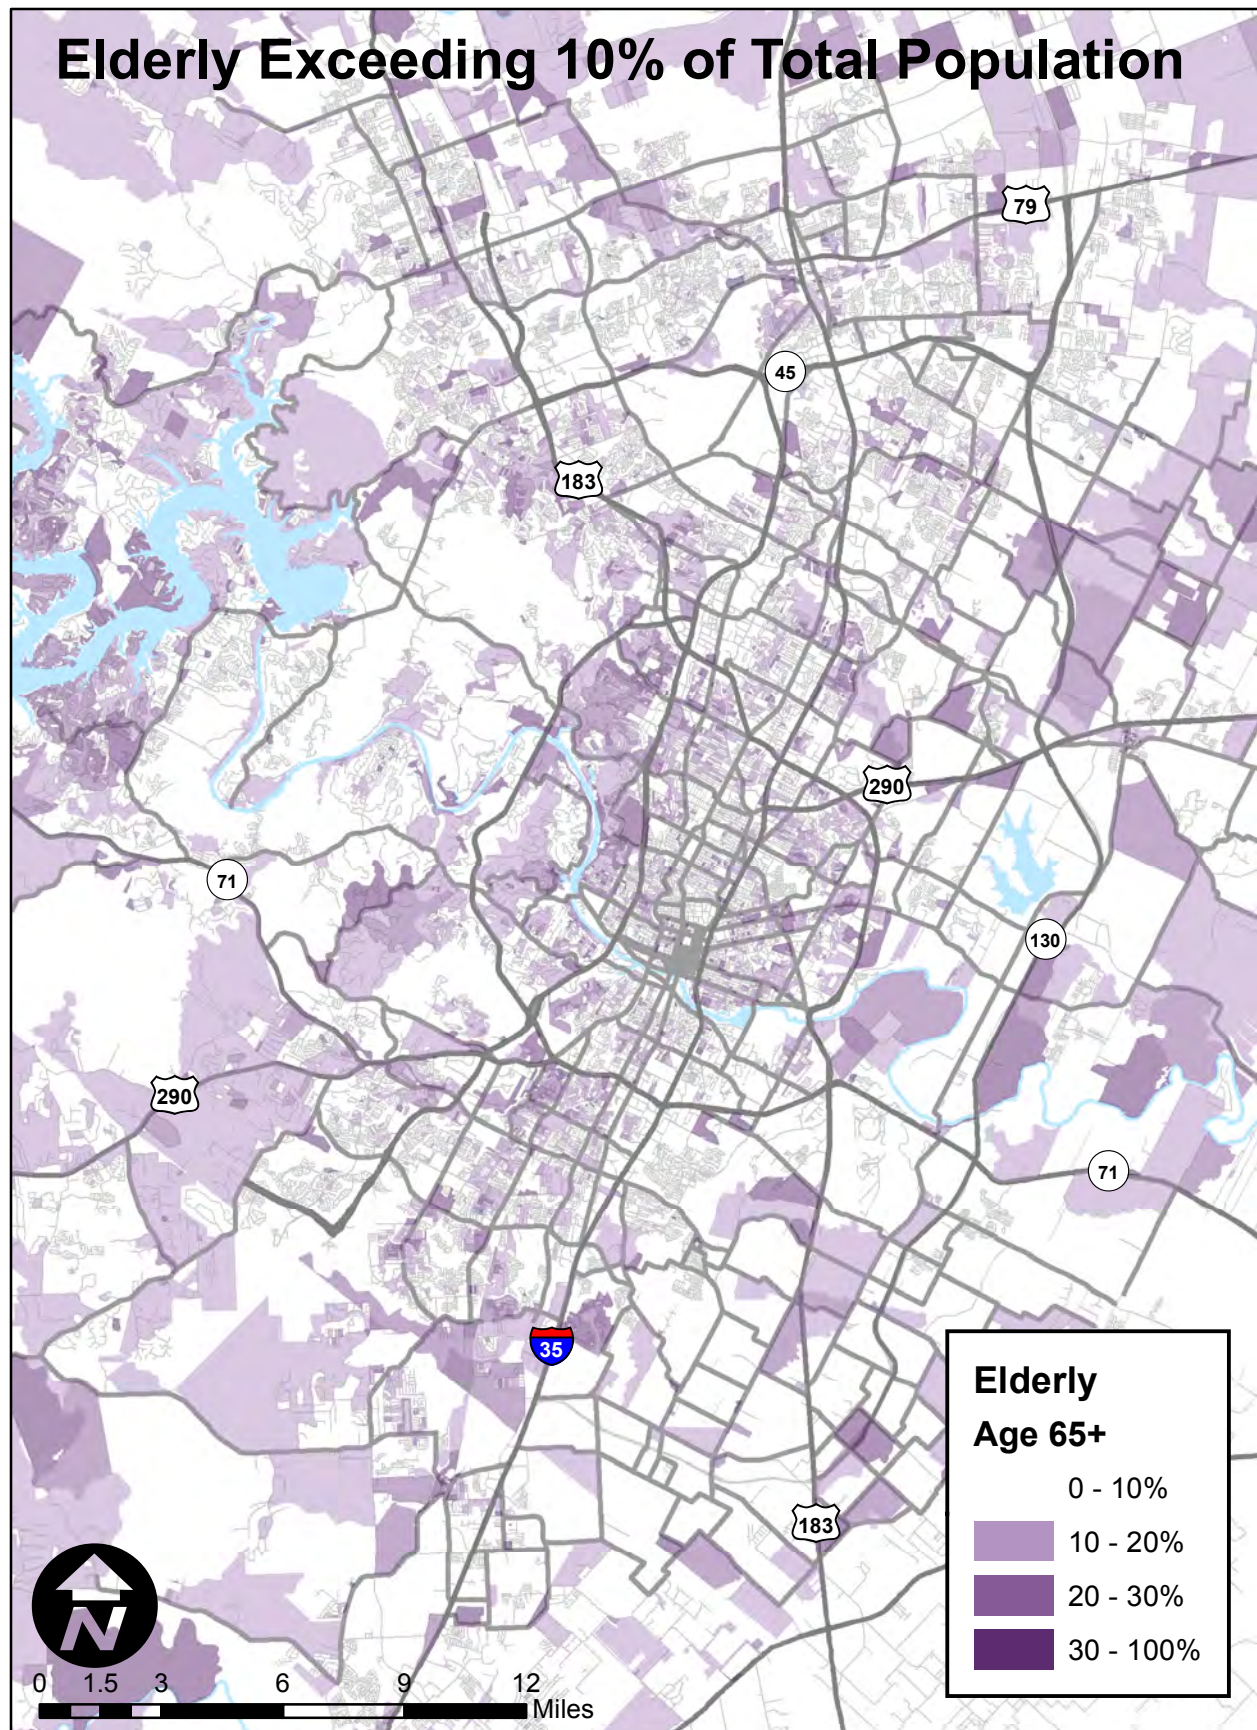 Elderly Exceeding 10% of Total Population
79
45
183
290
71
130
290
71
35
Elderly
Age 65+
0 - 10%
10 - 20%
20 - 30%
30 - 100%
183
N
0 1.5 3 6 9 12
Miles